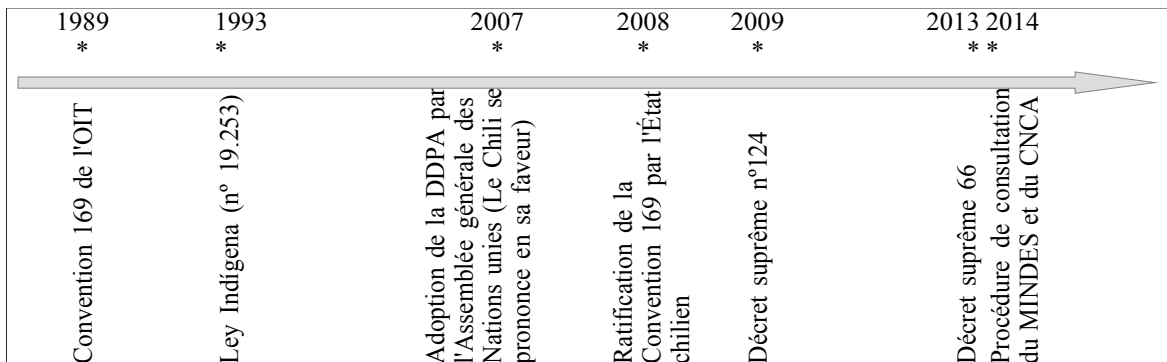 1989
1993
2007
2008
2009
2013
2014
*
*
*
*
*
*
*
Convention 169 de l'OIT
Ley Indígena (nº 19.253)
Adoption de la DDPA par
l'Assemblée générale des
Nations unies (Le Chili se
prononce en sa faveur)
Ratification de la
Convention 169 par l'État
chilien
Décret suprême nº124
Décret suprême 66
Procédure de consultation
du MINDES et du CNCA